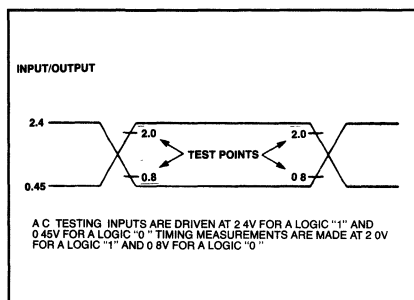 INPUT/OUTPUT
2.4
2.0
2.0
TEST POINTS
0.8
0 8
0.45
A C TESTING INPUTS ARE DRIVEN AT 2 4V FOR A LOGIC "1" AND
0 45V FOR A LOGIC "0 " TIMING MEASUREMENTS ARE MADE AT 2 0V
FOR A LOGIC "1" AND 0 8V FOR A LOGIC "0 "